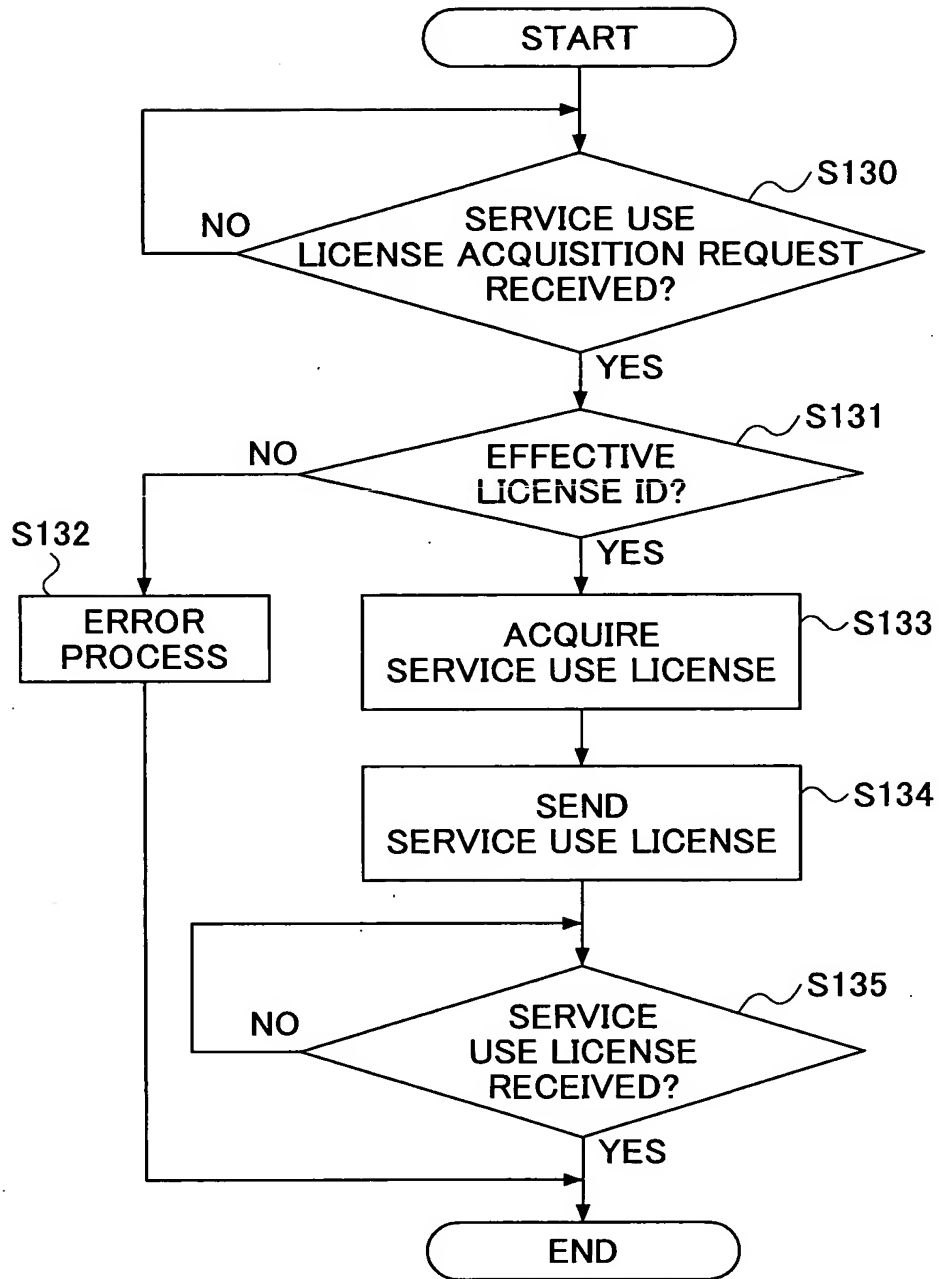 START
S130
NO
SERVICE USE
LICENSE ACQUISITION REQUEST
RECEIVED?
YES
S131
NO
EFFECTIVE
LICENSE ID?
YES
S132
ERROR
PROCESS
S133
ACQUIRE
SERVICE USE LICENSE
S134
SEND
SERVICE USE LICENSE
S135
NO
SERVICE
USE LICENSE
RECEIVED?
YES
END